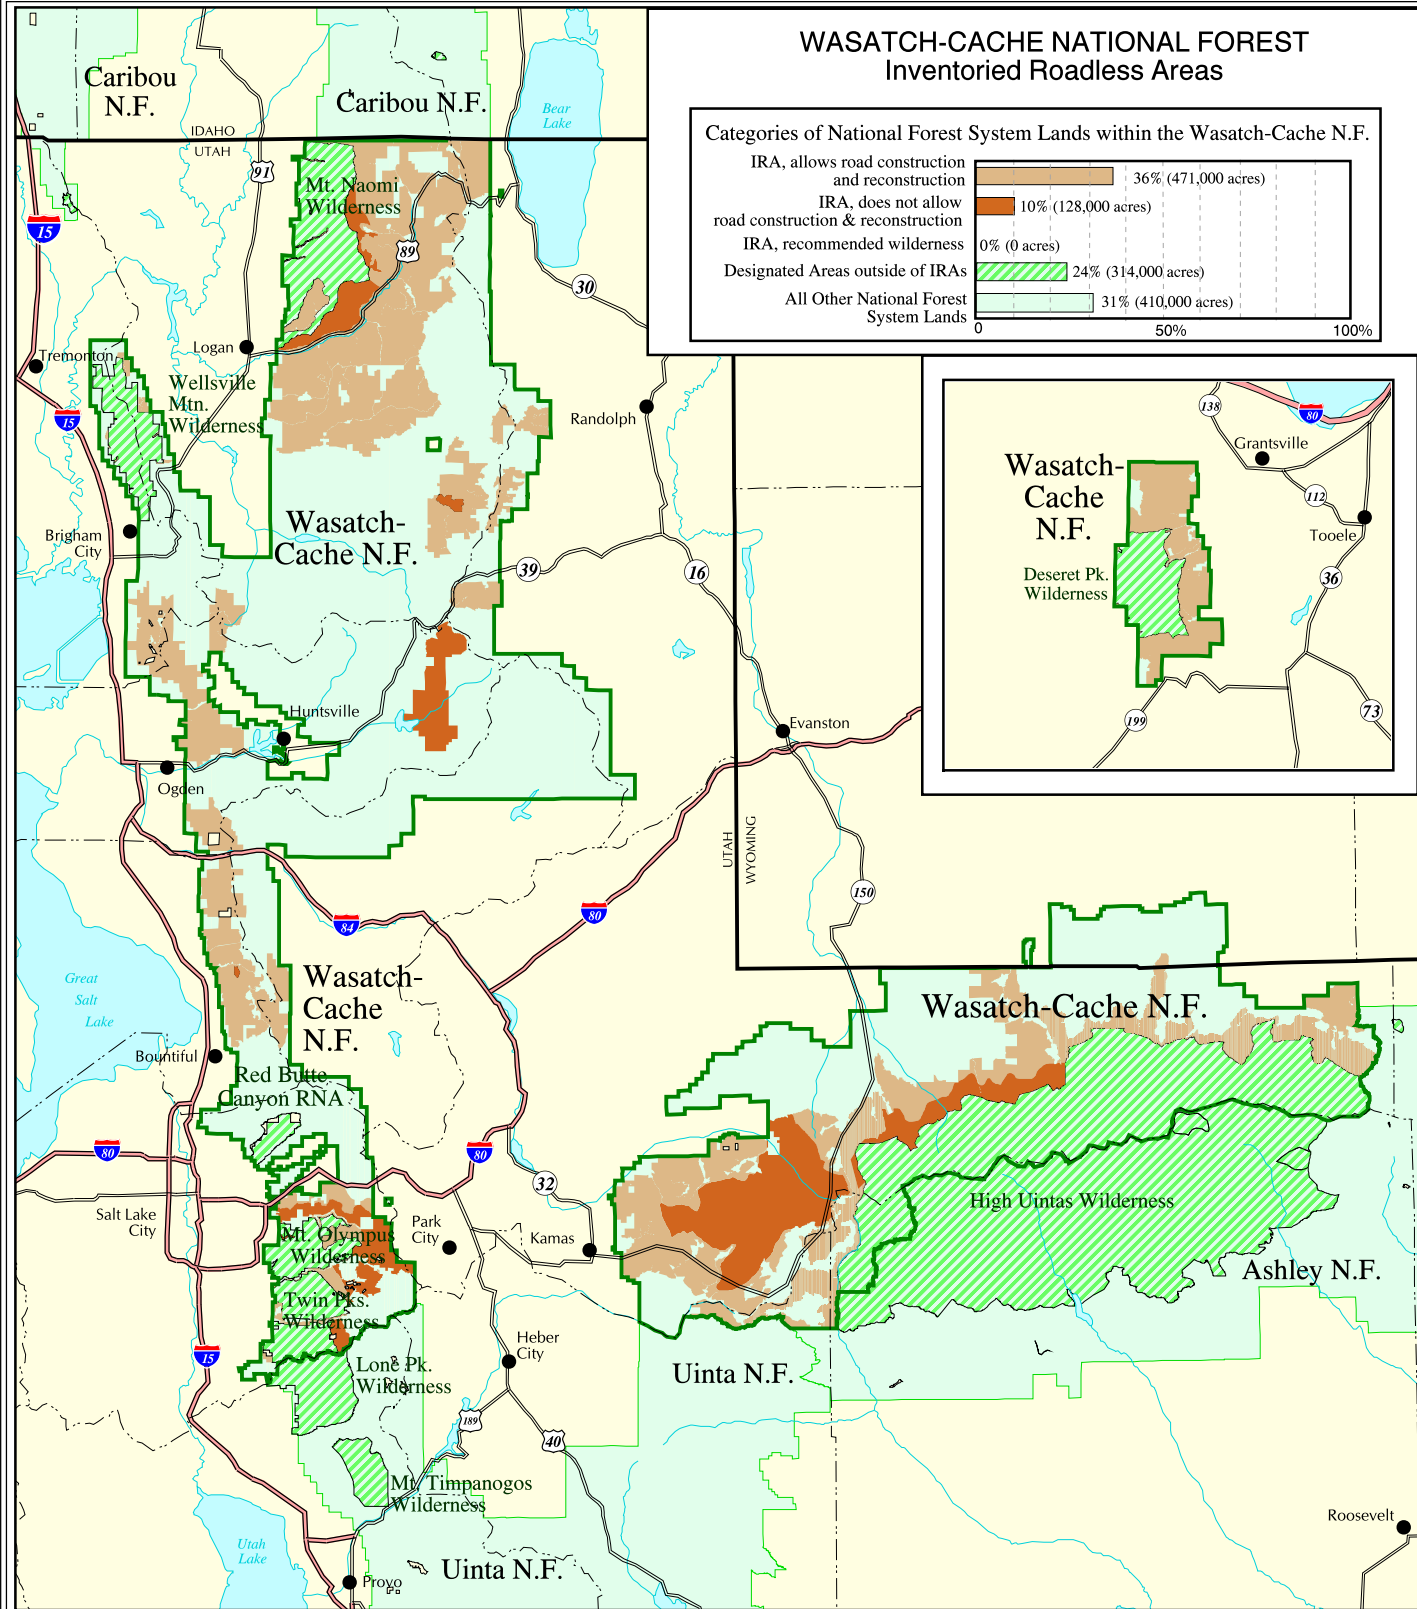 WASATCH-CACHE NATIONAL FOREST
Inventoried Roadless Areas
Categories of National Forest System Lands within the Wasatch-Cache N.F.
IRA, allows road construction
and reconstruction
36% (471,000 acres)
IRA, does not allow
road construction & reconstruction
10% (128,000 acres)
IRA, recommended wilderness
0% (0 acres)
Designated Areas outside of IRAs
24% (314,000 acres)
All Other National Forest
System Lands
31% (410,000 acres)
0
50%
100%
Caribou
N.F.
Caribou N.F.
Bear
Lake
IDAHO
UTAH
91
Mt. Naomi
Wilderness
15
89
30
Logan
Tremonton
Wellsville
Mtn.
Wilderness
15
Randolph
Brigham
City
Wasatch-
Cache N.F.
39
16
Huntsville
Ogden
Evanston
UTAH
WYOMING
150
84
80
Great
Salt
Lake
Wasatch-
Cache
N.F.
Bountiful
Red Butte
Canyon RNA
80
80
32
Salt Lake
City
Park
City
Kamas
Mt. Olympus
Wilderness
Twin Pks.
Wilderness
15
Heber
City
Lone Pk.
Wilderness
189
40
Mt. Timpanogos
Wilderness
Utah
Lake
Provo
Uinta N.F.
Uinta N.F.
Wasatch-Cache N.F.
High Uintas Wilderness
Ashley N.F.
Roosevelt
138
80
Grantsville
Wasatch-
Cache
N.F.
112
Tooele
Deseret Pk.
Wilderness
36
199
73